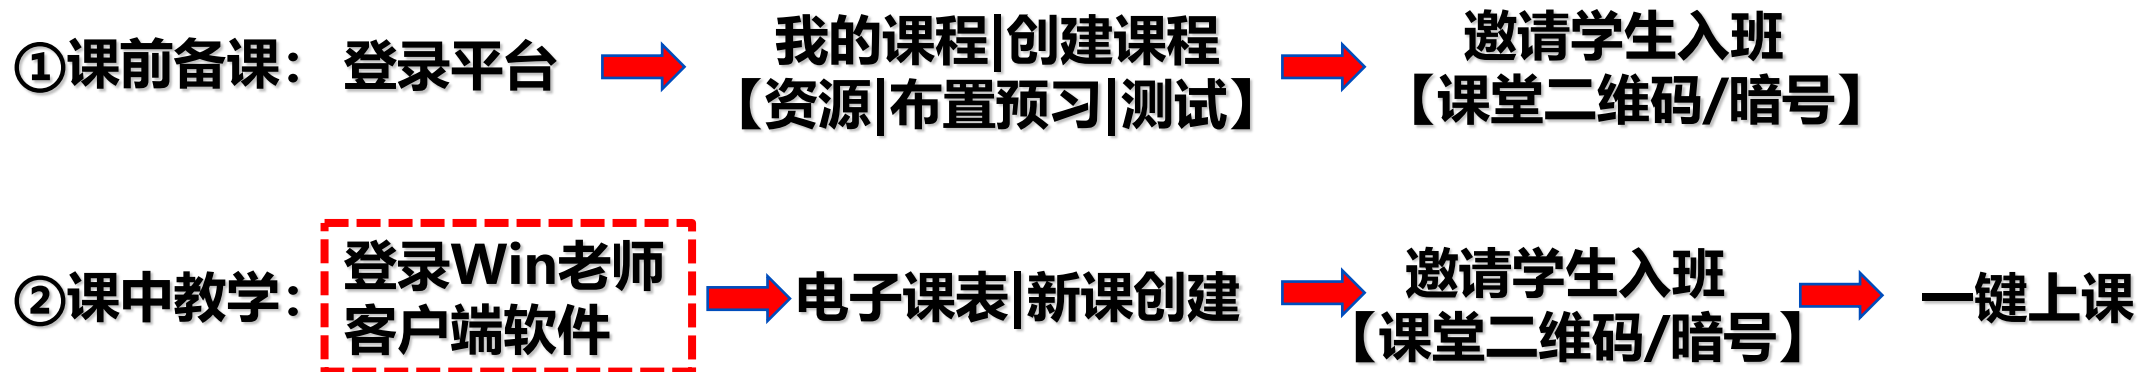 ①课前备课： 登录平台 我的课程|创建课程 邀请学生入班
【资源|布置预习|测试】 【课堂二维码/暗号】
②课中教学： 登录Win老师 电子课表|新课创建 邀请学生入班 一键上课
客户端软件 【课堂二维码/暗号】